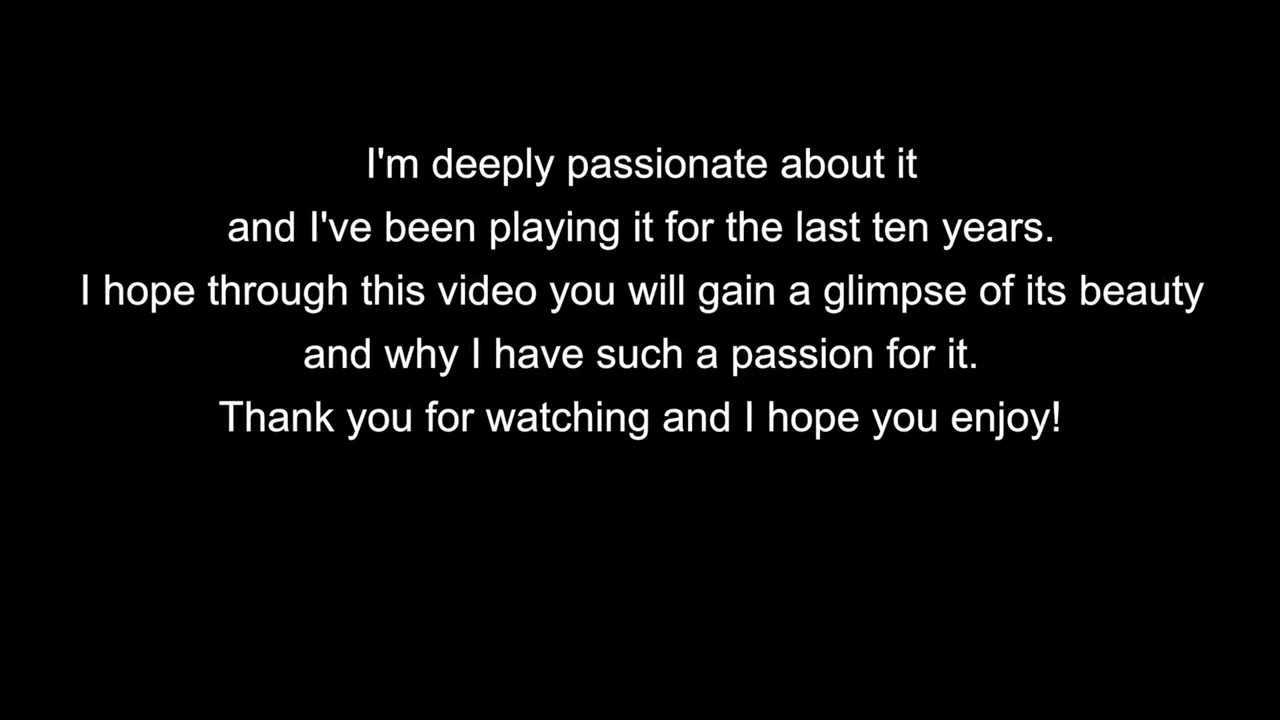 I'm deeply passionate about it
and I've been playing it for the last ten years.
I hope through this video you will gain a glimpse of its beauty
and why I have such a passion for it.
Thank you for watching and I hope you enjoy!